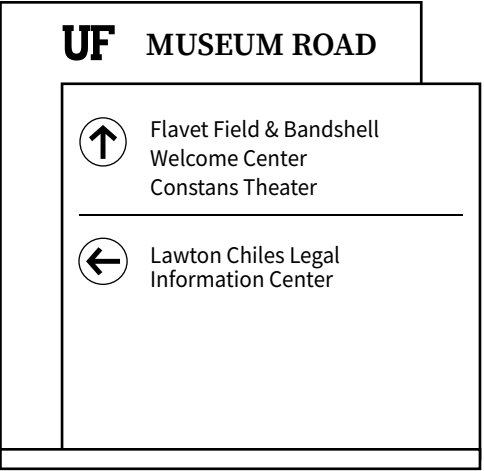 UF MUSEUM ROAD
Flavet Field & Bandshell
Welcome Center
Constans Theater
Lawton Chiles Legal
Information Center